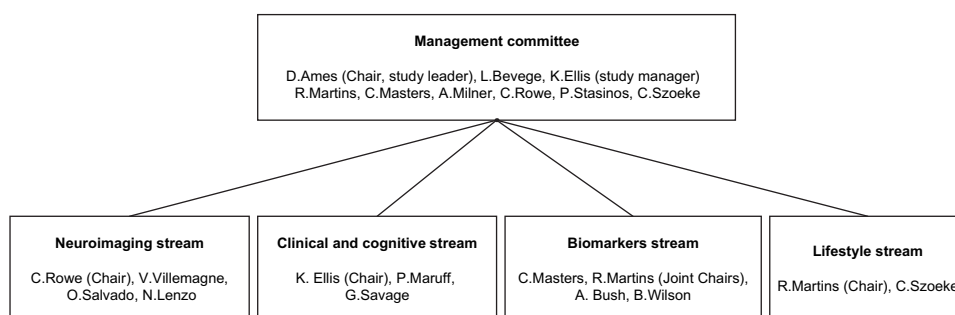 Management committee
D.Ames (Chair, study leader), L.Bevege, K.Ellis (study manager)
R.Martins, C.Masters, A.Milner, C.Rowe, P.Stasinos, C.Szoeke
Neuroimaging stream
C.Rowe (Chair), V.Villemagne,
O.Salvado, N.Lenzo
Clinical and cognitive stream
K. Ellis (Chair), P.Maruff,
G.Savage
Biomarkers stream
C.Masters, R.Martins (Joint Chairs),
A. Bush, B.Wilson
Lifestyle stream
R.Martins (Chair), C.Szoeke